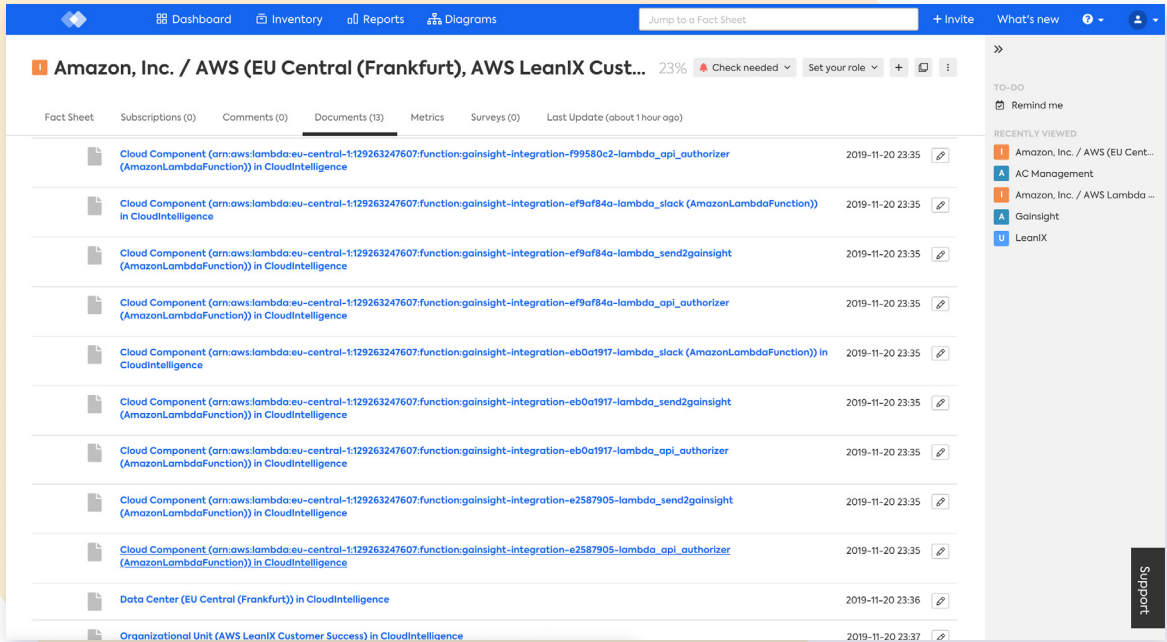 Dashboard Inventory Reports Diagrams Jump to a Fact Sheet + Invite What's new
I Amazon, Inc. / AWS (EU Central (Frankfurt), AWS LeanIX Cust... 23% Check needed Set your role +
Fact Sheet Subscriptions (0) Comments (0) Documents (13) Metrics Surveys (0) Last Update (about 1 hour ago)
Cloud Component (arn:aws:lambda:eu-central-1:129263247607:function:gainsight-integration-f99580c2-lambda_api_authorizer 2019-11-20 23:35
(AmazonLambdaFunction)) in CloudIntelligence
Cloud Component (arn:aws:lambda:eu-central-1:129263247607:function:gainsight-integration-ef9af84a-lambda_slack (AmazonLambdaFunction)) 2019-11-20 23:35
in CloudIntelligence
Cloud Component (arn:aws:lambda:eu-central-1:129263247607:function:gainsight-integration-ef9af84a-lambda_send2gainsight 2019-11-20 23:35
(AmazonLambdaFunction)) in CloudIntelligence
Cloud Component (arn:aws:lambda:eu-central-1:129263247607:function:gainsight-integration-ef9af84a-lambda_api_authorizer 2019-11-20 23:35
(AmazonLambdaFunction)) in CloudIntelligence
Cloud Component (arn:aws:lambda:eu-central-1:129263247607:function:gainsight-integration-eb0a1917-lambda_slack (AmazonLambdaFunction)) in 2019-11-20 23:35
CloudIntelligence
Cloud Component (arn:aws:lambda:eu-central-1:129263247607:function:gainsight-integration-eb0a1917-lambda_send2gainsight 2019-11-20 23:35
(AmazonLambdaFunction)) in CloudIntelligence
Cloud Component (arn:aws:lambda:eu-central-1:129263247607:function:gainsight-integration-eb0a1917-lambda_api_authorizer 2019-11-20 23:35
(AmazonLambdaFunction)) in CloudIntelligence
Cloud Component (arn:aws:lambda:eu-central-1:129263247607:function:gainsight-integration-e2587905-lambda_send2gainsight 2019-11-20 23:35
(AmazonLambdaFunction)) in CloudIntelligence
Cloud Component (arn:aws:lambda:eu-central-1:129263247607:function:gainsight-integration-e2587905-lambda_api_authorizer 2019-11-20 23:35
(AmazonLambdaFunction)) in CloudIntelligence
Data Center (EU Central (Frankfurt)) in CloudIntelligence 2019-11-20 23:36
Organizational Unit (AWS LeanIX Customer Success) in CloudIntelligence 2019-11-20 23:37
TO-DO
Remind me
RECENTLY VIEWED
I Amazon, Inc. / AWS (EU Cent...
A AC Management
I Amazon, Inc. / AWS Lambda ...
A Gainsight
U LeanIX
Support